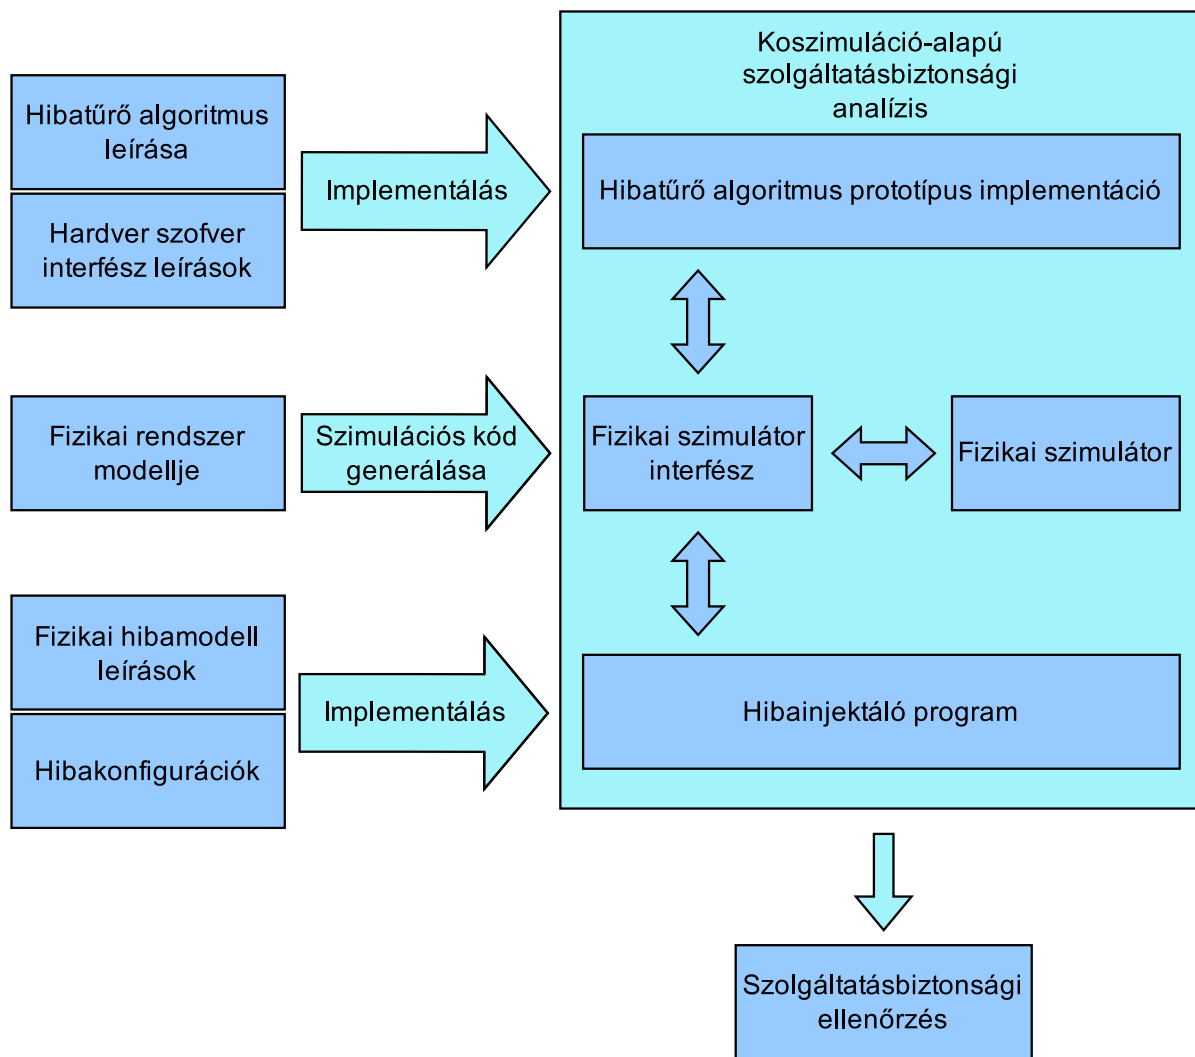 Koszimuláció-alapú
szolgáltatásbiztonsági
analízis
Hibatűrő algoritmus
leírása
Hardver szofver
interfész leírások
Implementálás
Hibatűrő algoritmus prototípus implementáció
Fizikai rendszer
modellje
Szimulációs kód
generálása
Fizikai szimulátor
interfész
Fizikai szimulátor
Fizikai hibamodell
leírások
Hibakonfigurációk
Implementálás
Hibainjektáló program
Szolgáltatásbiztonsági
ellenőrzés